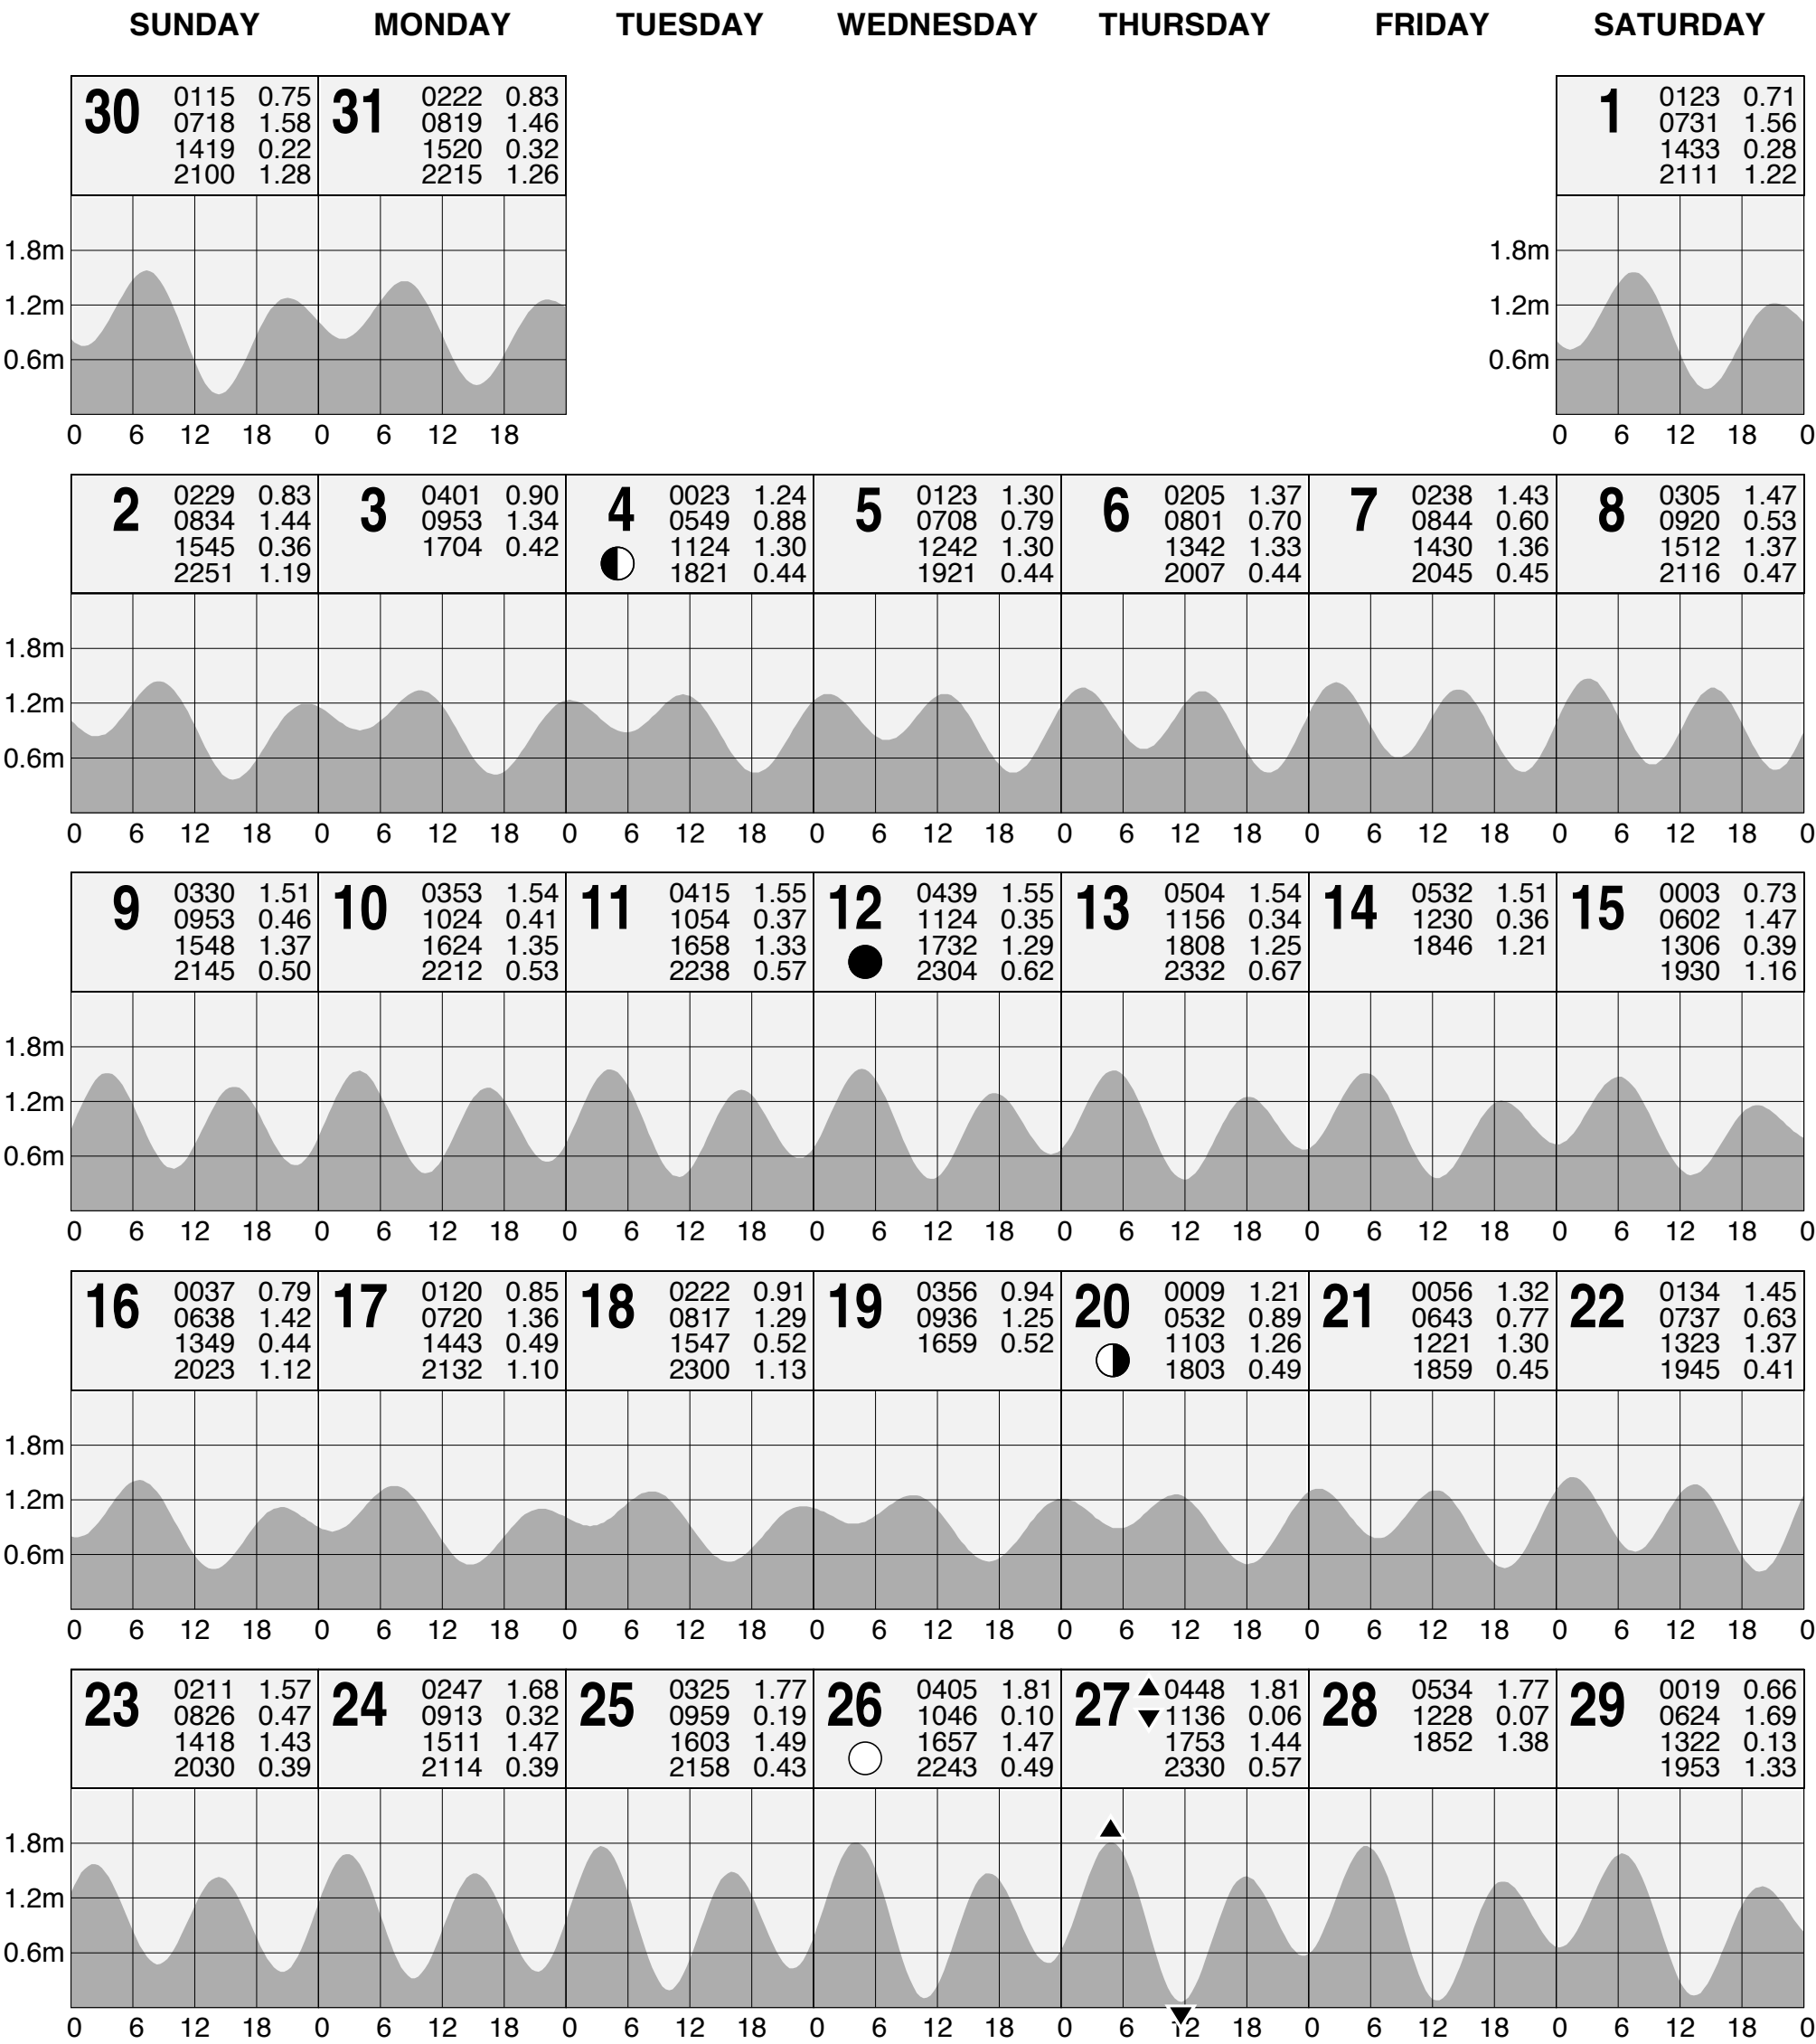 SUNDAY MONDAY TUESDAY WEDNESDAY THURSDAY FRIDAY SATURDAY
30 0115 0.75 31 0222 0.83 1 0123 0.71
0718 1.58 0819 1.46 0731 1.56
1419 0.22 1520 0.32 1433 0.28
2100 1.28 2215 1.26 2111 1.22
1.8m 1.8m
1.2m 1.2m
0.6m 0.6m
0 6 12 18 0 6 12 18 0 6 12 18 0
2 0229 0.83 3 0401 0.90 4 0023 1.24 5 0123 1.30 6 0205 1.37 7 0238 1.43 8 0305 1.47
0834 1.44 0953 1.34 0549 0.88 0708 0.79 0801 0.70 0844 0.60 0920 0.53
1545 0.36 1704 0.42 1124 1.30 1242 1.30 1342 1.33 1430 1.36 1512 1.37
2251 1.19 1821 0.44 1921 0.44 2007 0.44 2045 0.45 2116 0.47
1.8m
1.2m
0.6m
0 6 12 18 0 6 12 18 0 6 12 18 0 6 12 18 0 6 12 18 0 6 12 18 0 6 12 18 0
9 0330 1.51 10 0353 1.54 11 0415 1.55 12 0439 1.55 13 0504 1.54 14 0532 1.51 15 0003 0.73
0953 0.46 1024 0.41 1054 0.37 1124 0.35 1156 0.34 1230 0.36 0602 1.47
1548 1.37 1624 1.35 1658 1.33 1732 1.29 1808 1.25 1846 1.21 1306 0.39
2145 0.50 2212 0.53 2238 0.57 2304 0.62 2332 0.67 1930 1.16
1.8m
1.2m
0.6m
0 6 12 18 0 6 12 18 0 6 12 18 0 6 12 18 0 6 12 18 0 6 12 18 0 6 12 18 0
16 0037 0.79 17 0120 0.85 18 0222 0.91 19 0356 0.94 20 0009 1.21 21 0056 1.32 22 0134 1.45
0638 1.42 0720 1.36 0817 1.29 0936 1.25 0532 0.89 0643 0.77 0737 0.63
1349 0.44 1443 0.49 1547 0.52 1659 0.52 1103 1.26 1221 1.30 1323 1.37
2023 1.12 2132 1.10 2300 1.13 1803 0.49 1859 0.45 1945 0.41
1.8m
1.2m
0.6m
0 6 12 18 0 6 12 18 0 6 12 18 0 6 12 18 0 6 12 18 0 6 12 18 0 6 12 18 0
23 0211 1.57 24 0247 1.68 25 0325 1.77 26 0405 1.81 27 0448 1.81 28 0534 1.77 29 0019 0.66
0826 0.47 0913 0.32 0959 0.19 1046 0.10 1136 0.06 1228 0.07 0624 1.69
1418 1.43 1511 1.47 1603 1.49 1657 1.47 1753 1.44 1852 1.38 1322 0.13
2030 0.39 2114 0.39 2158 0.43 2243 0.49 2330 0.57 1953 1.33
1.8m
1.2m
0.6m
0 6 12 18 0 6 12 18 0 6 12 18 0 6 12 18 0 6 12 18 0 6 12 18 0 6 12 18 0